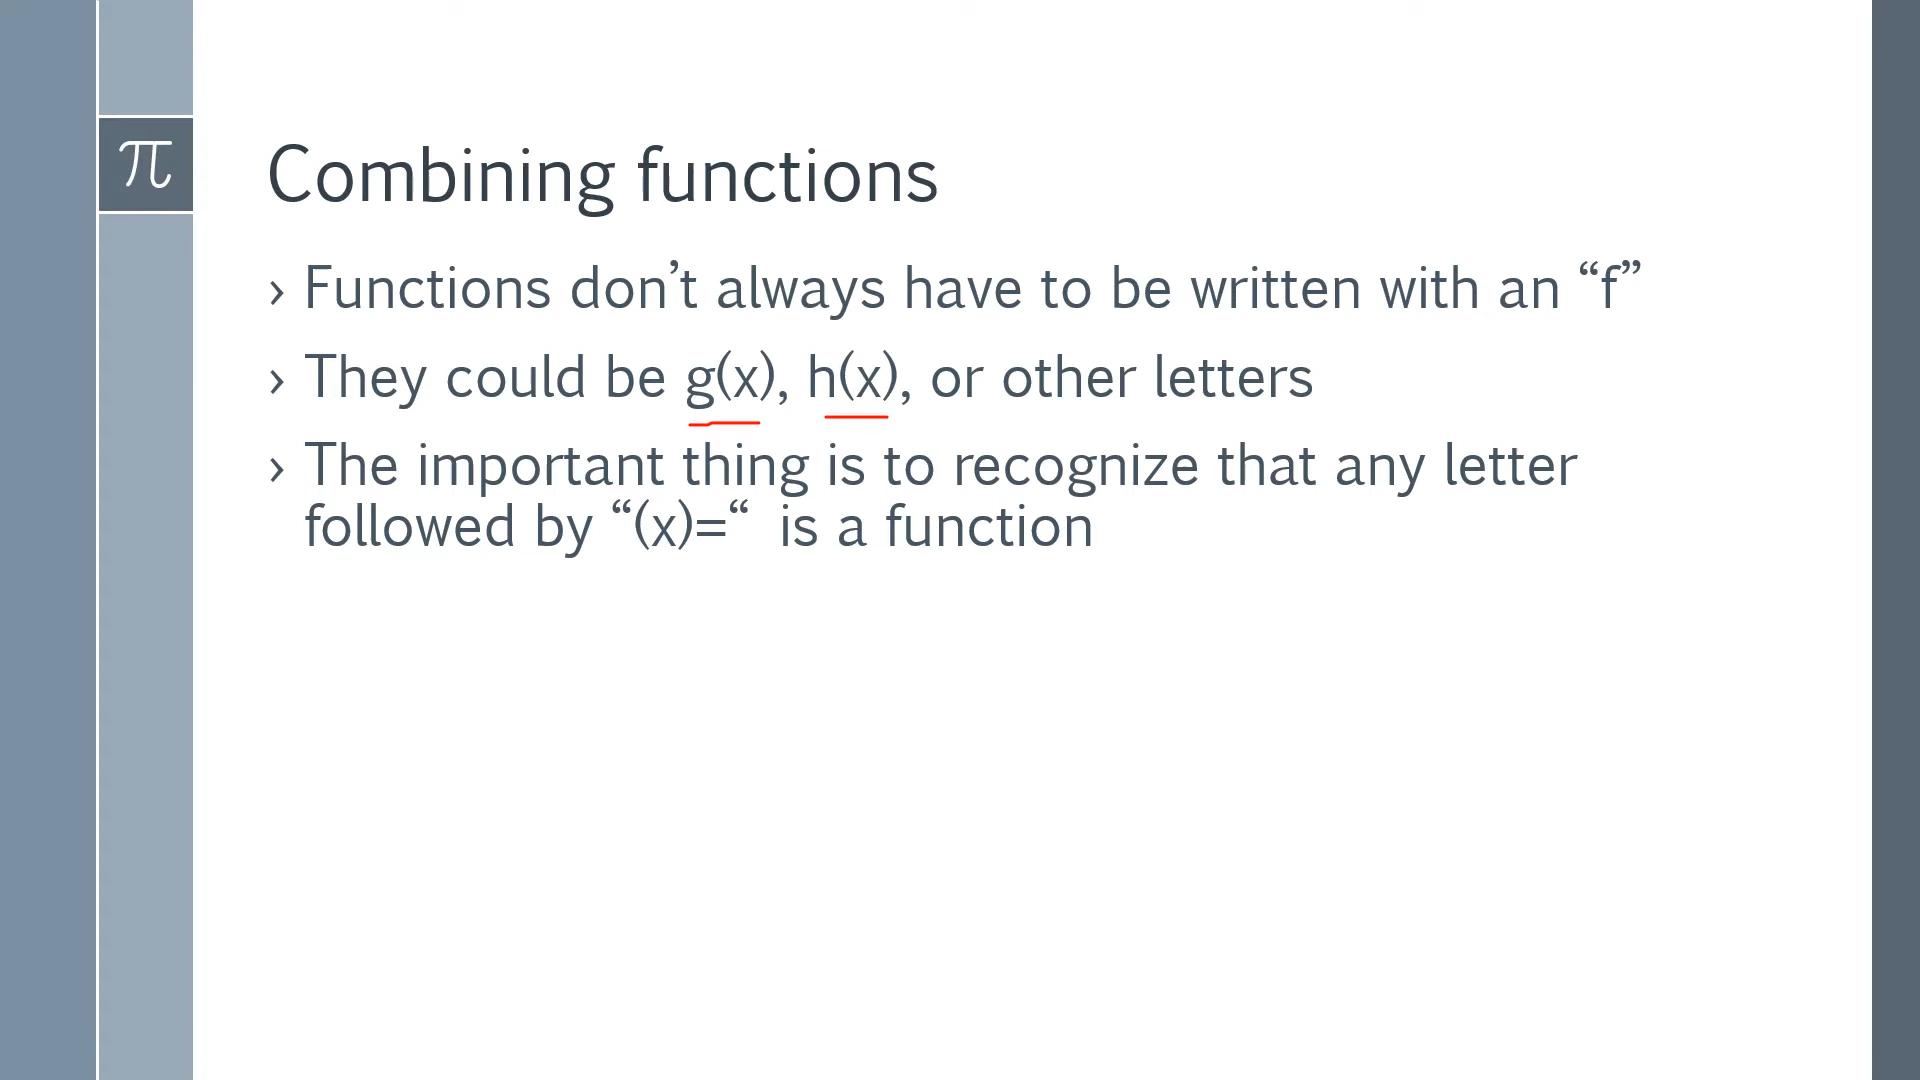 π
Combining functions
› Functions don’t always have to be written with an “f”
› They could be g(x), h(x), or other letters
› The important thing is to recognize that any letter
followed by “(x)=“ is a function